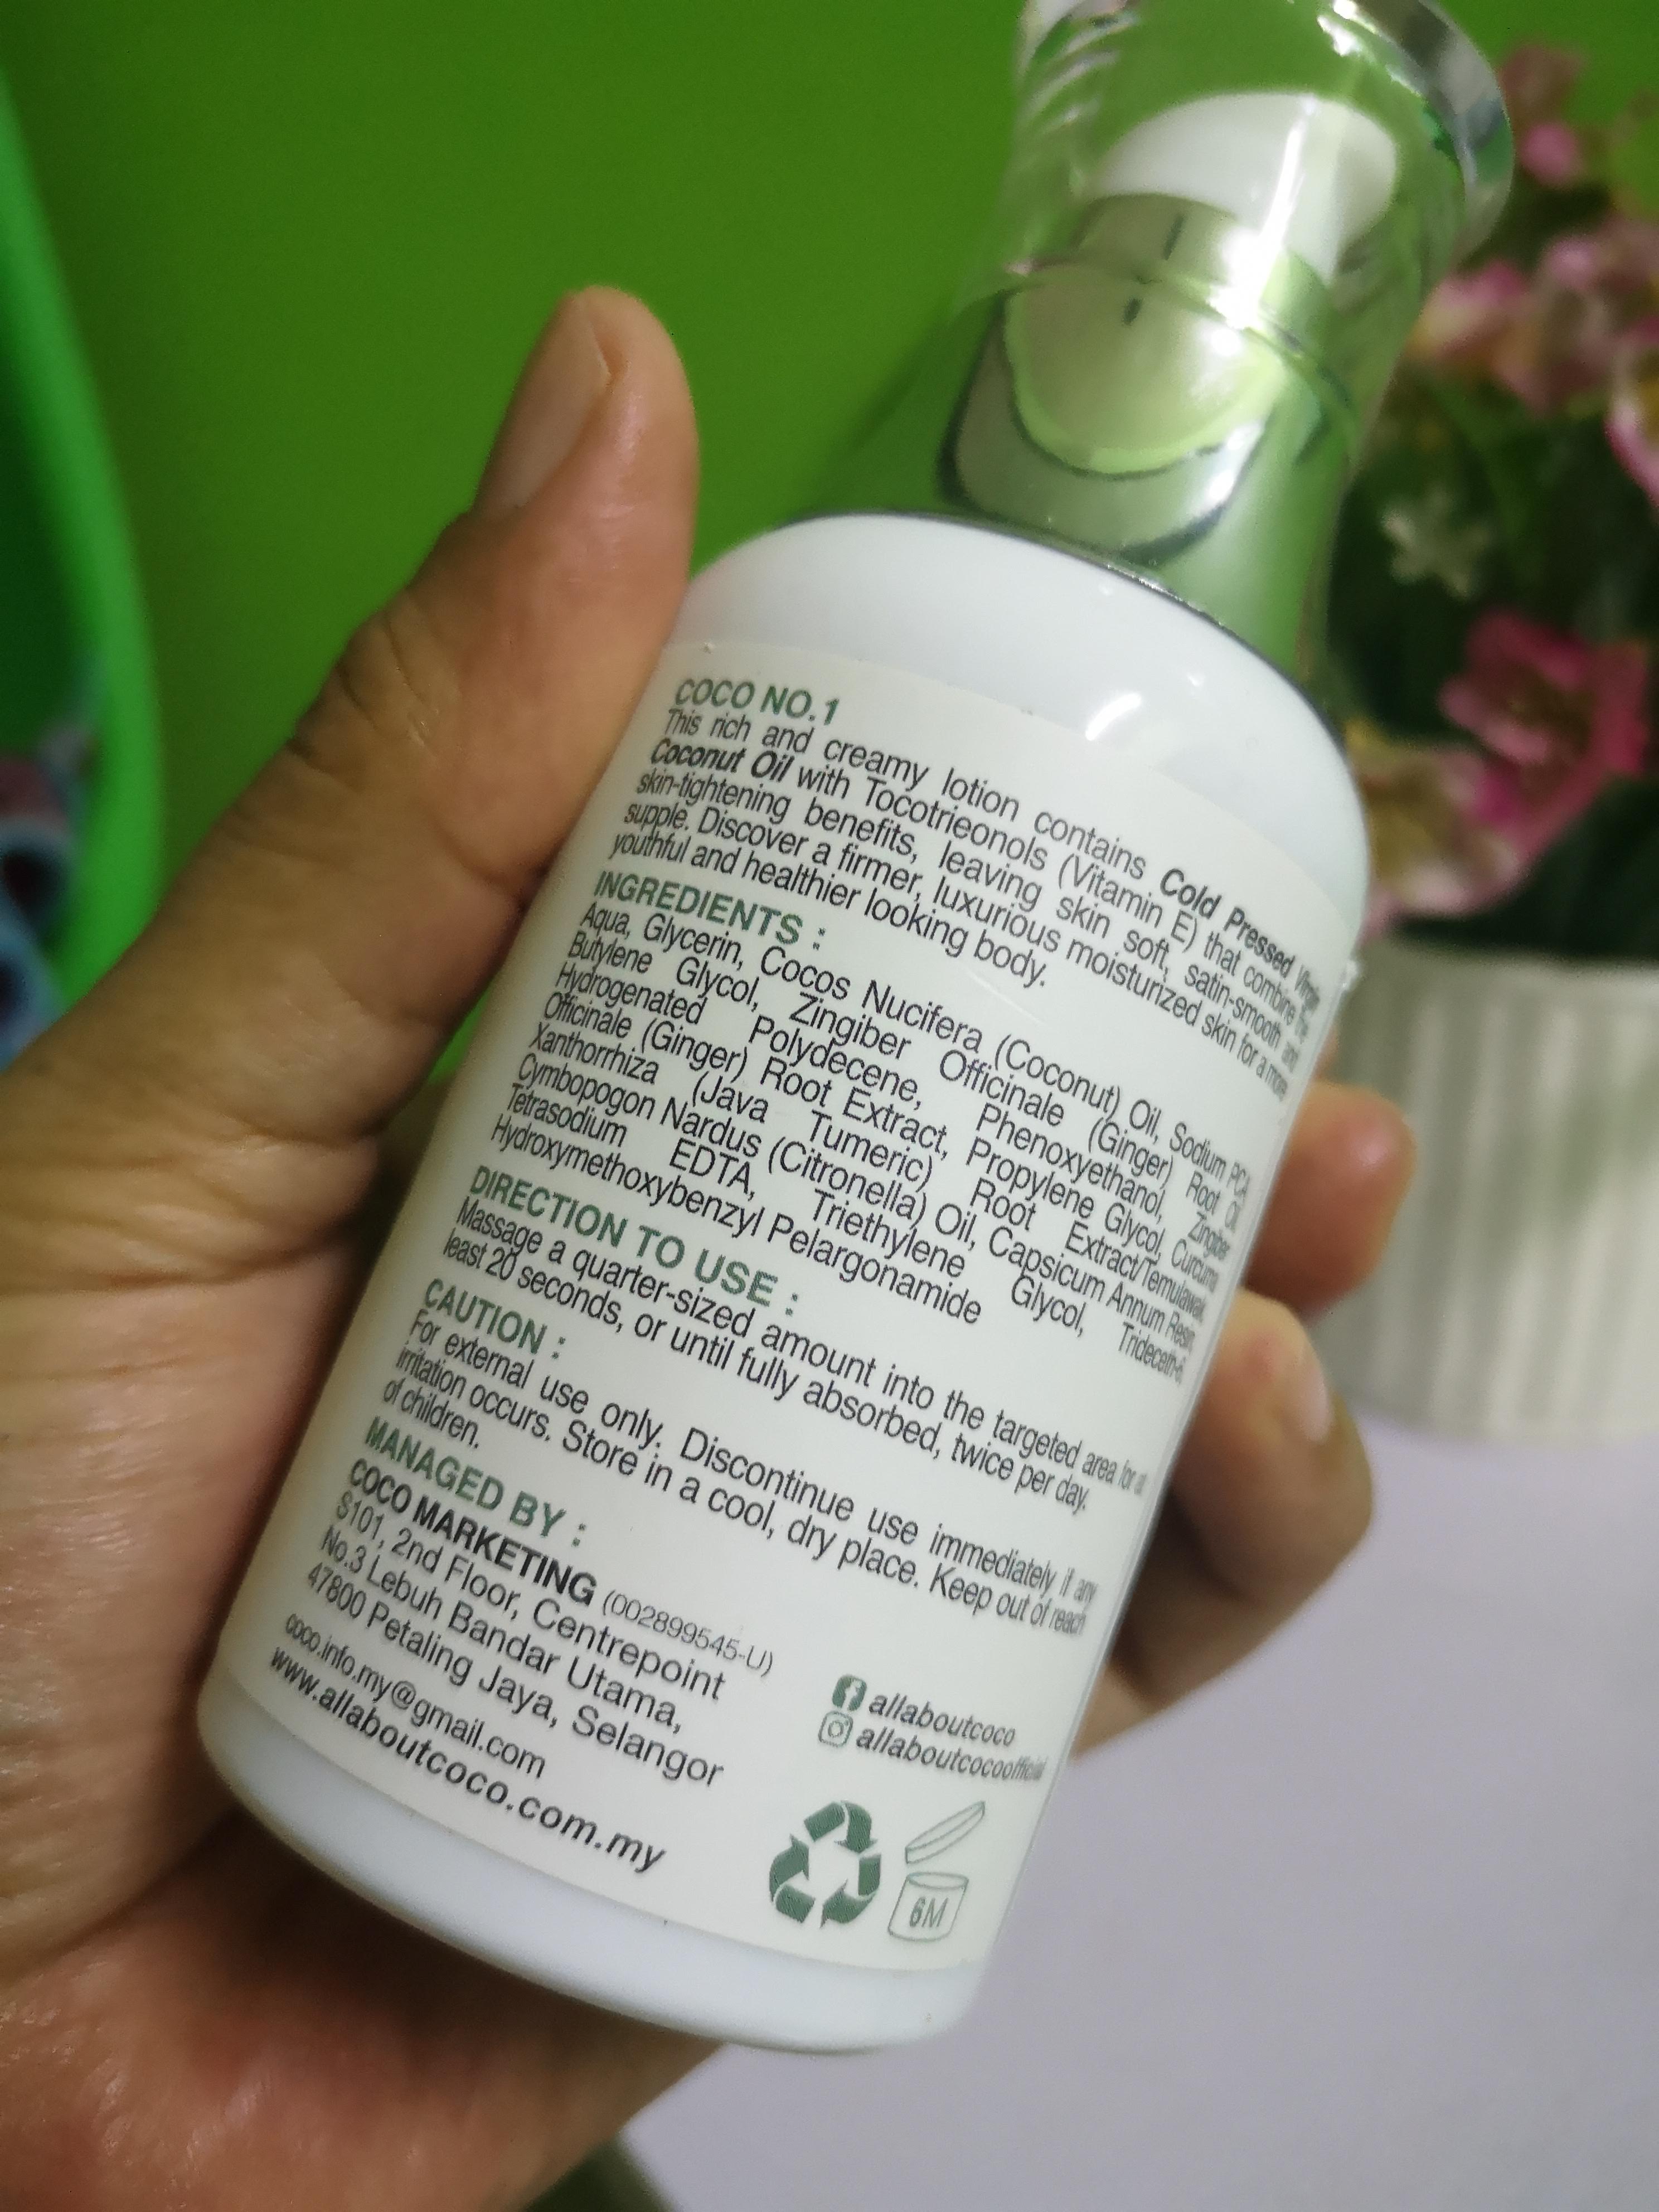 COCO NO.1
This rich and creamy lotion contains Cold Pressed Virgin
Coconut Oil with Tocotrieonols (Vitamin E) that combine the
skin-tightening benefits, leaving skin soft, satin-smooth and
supple. Discover a firmer, luxurious moisturized skin for a more
youthful and healthier looking body.
INGREDIENTS :
Aqua, Glycerin, Cocos Nucifera (Coconut) Oil, Sodium PCA,
Butylene Glycol, Zingiber Officinale (Ginger) Root Oil,
Hydrogenated Polydecene, Phenoxyethanol, Zingiber
Officinale (Ginger) Root Extract, Propylene Glycol, Curcuma
Xanthorrhiza (Java Tumeric) Root Extract/Temulawak,
Cymbopogon Nardus (Citronella) Oil, Capsicum Annum Resin,
Tetrasodium EDTA, Triethylene Glycol, Trideceth-6,
Hydroxymethoxybenzyl Pelargonamide
DIRECTION TO USE :
Massage a quarter-sized amount into the targeted area for at
least 20 seconds, or until fully absorbed, twice per day.
CAUTION :
For external use only. Discontinue use immediately if any
irritation occurs. Store in a cool, dry place. Keep out of reach
of children.
MANAGED BY :
COCO MARKETING (002899545-U)
S101, 2nd Floor, Centrepoint
No.3 Lebuh Bandar Utama,
47800 Petaling Jaya, Selangor
coco.info.my@gmail.com
www.allaboutcoco.com.my
allaboutcoco
allaboutcocoofficial
6M